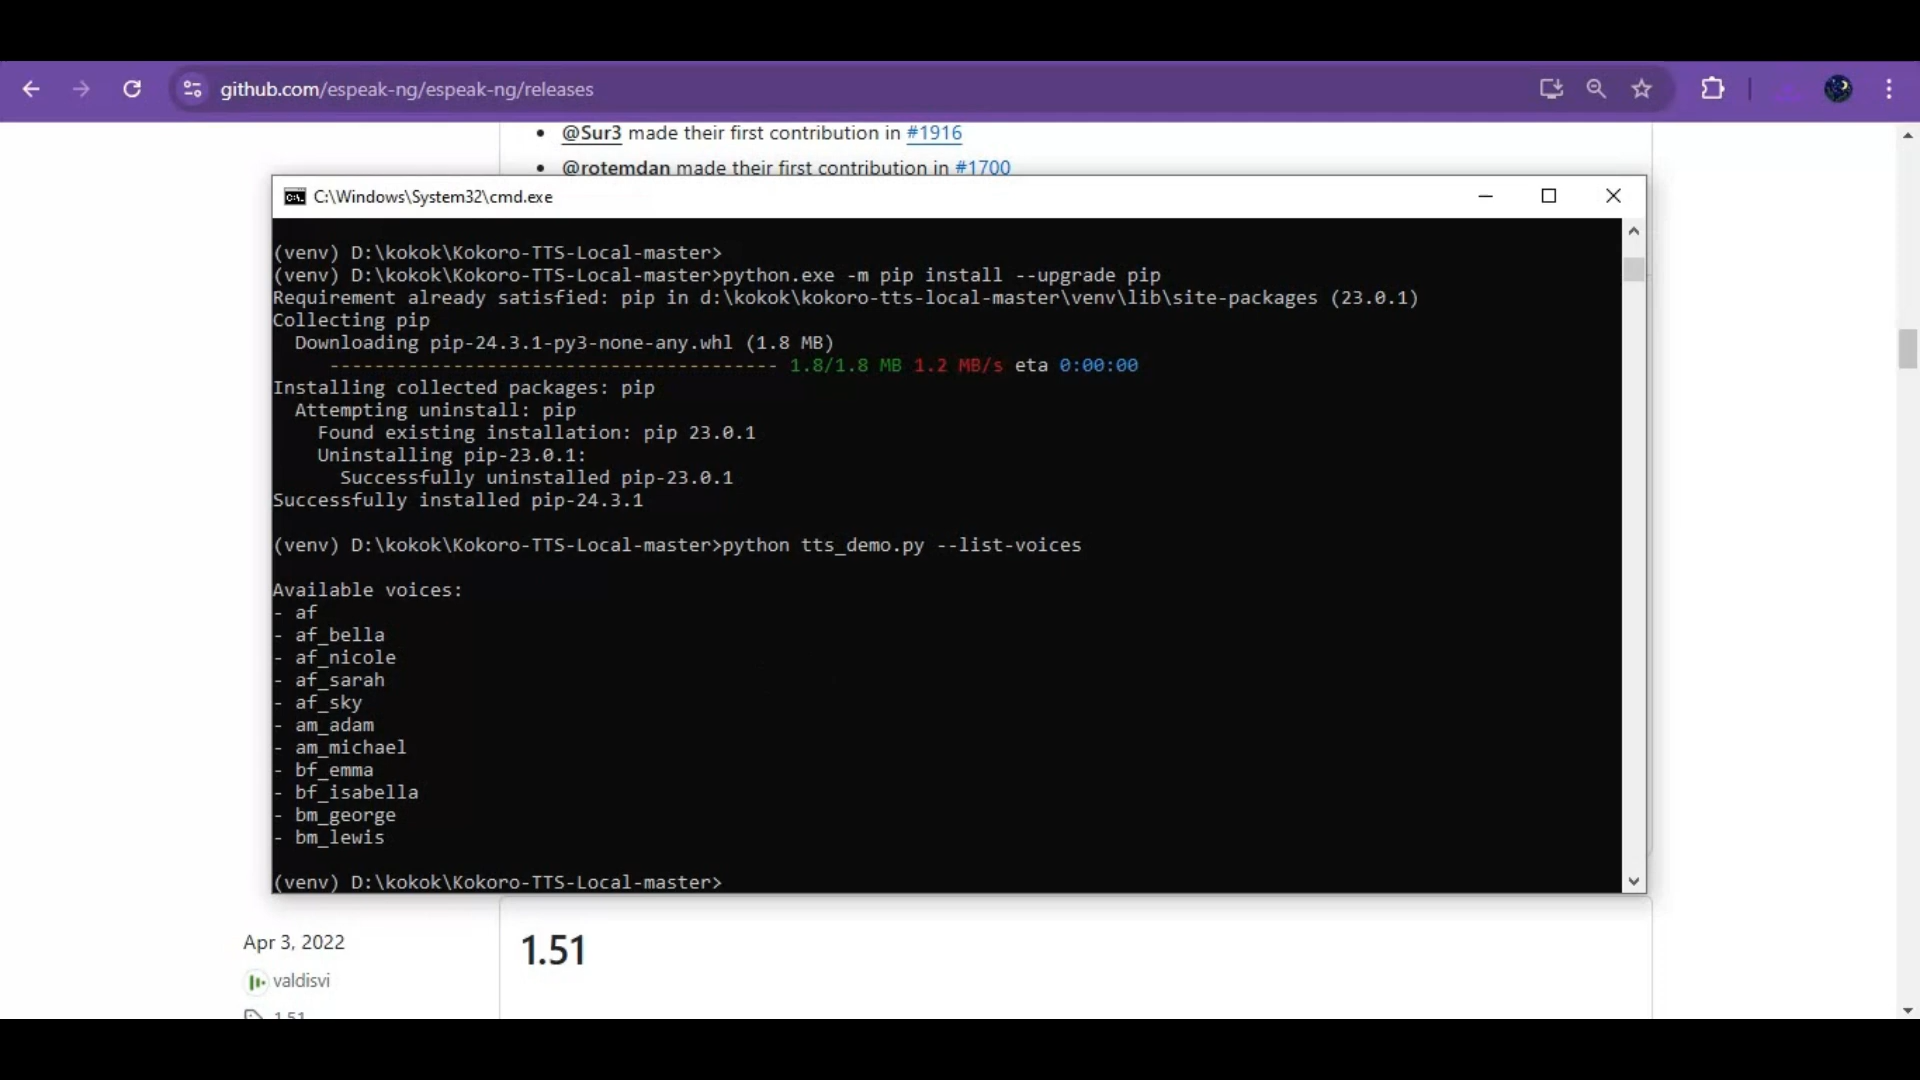 github.com/espeak-ng/espeak-ng/releases
@Sur3 made their first contribution in #1916
@rotemdan made their first contribution in #1700
C:\Windows\System32\cmd.exe
(venv) D:\kokok\Kokoro-TTS-Local-master>
(venv) D:\kokok\Kokoro-TTS-Local-master>python.exe -m pip install --upgrade pip
Requirement already satisfied: pip in d:\kokok\kokoro-tts-local-master\venv\lib\site-packages (23.0.1)
Collecting pip
Downloading pip-24.3.1-py3-none-any.whl (1.8 MB)
---------------------------------------- 1.8/1.8 MB 1.2 MB/s eta 0:00:00
Installing collected packages: pip
Attempting uninstall: pip
Found existing installation: pip 23.0.1
Uninstalling pip-23.0.1:
Successfully uninstalled pip-23.0.1
Successfully installed pip-24.3.1
(venv) D:\kokok\Kokoro-TTS-Local-master>python tts_demo.py --list-voices
Available voices:
- af
- af_bella
- af_nicole
- af_sarah
- af_sky
- am_adam
- am_michael
- bf_emma
- bf_isabella
- bm_george
- bm_lewis
(venv) D:\kokok\Kokoro-TTS-Local-master>
Apr 3, 2022
1.51
valdisvi
1.51